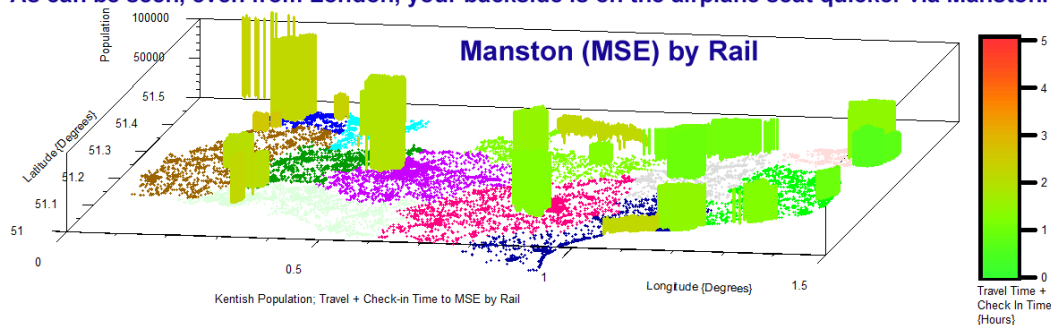 As can be seen, even from London, your backside is on the airplane seat quicker via Manston.
Manston (MSE) by Rail
Population
100000
50000
51.5
51.4
51.3
51.2
51.1
51
Latitude {Degrees}
0
0.5
1
1.5
Longitude {Degrees}
Kentish Population; Travel + Check-in Time to MSE by Rail
5
4
3
2
1
0
Travel Time +
Check In Time
{Hours}